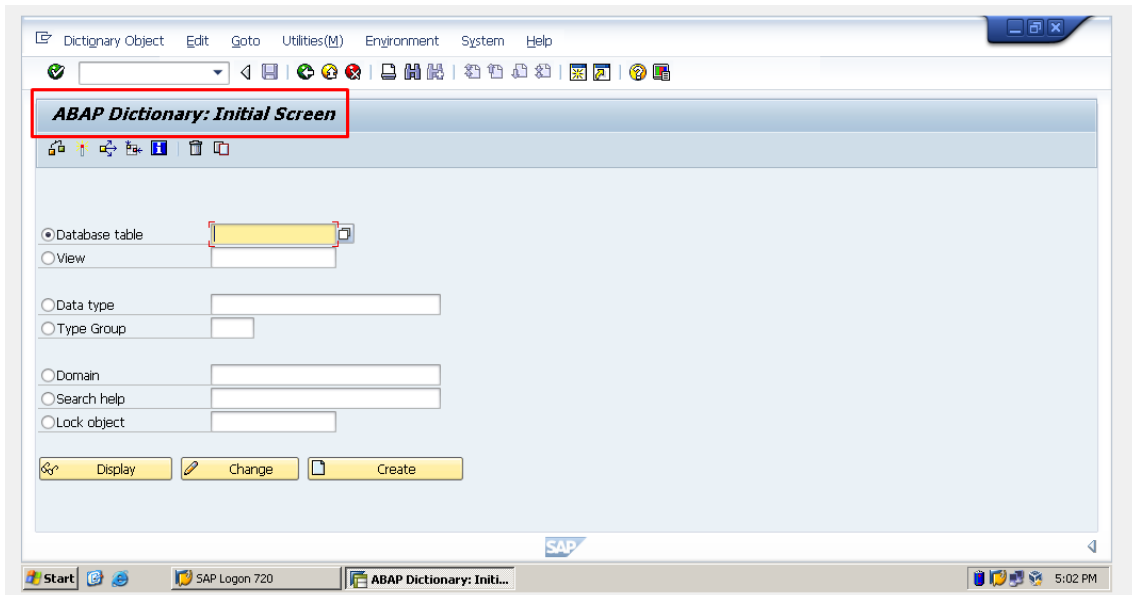 Dictionary Object Edit Goto Utilities(M) Environment System Help
ABAP Dictionary: Initial Screen
Database table
View
Data type
Type Group
Domain
Search help
Lock object
Display Change Create
SAP
Start SAP Logon 720 ABAP Dictionary: Initi... 5:02 PM